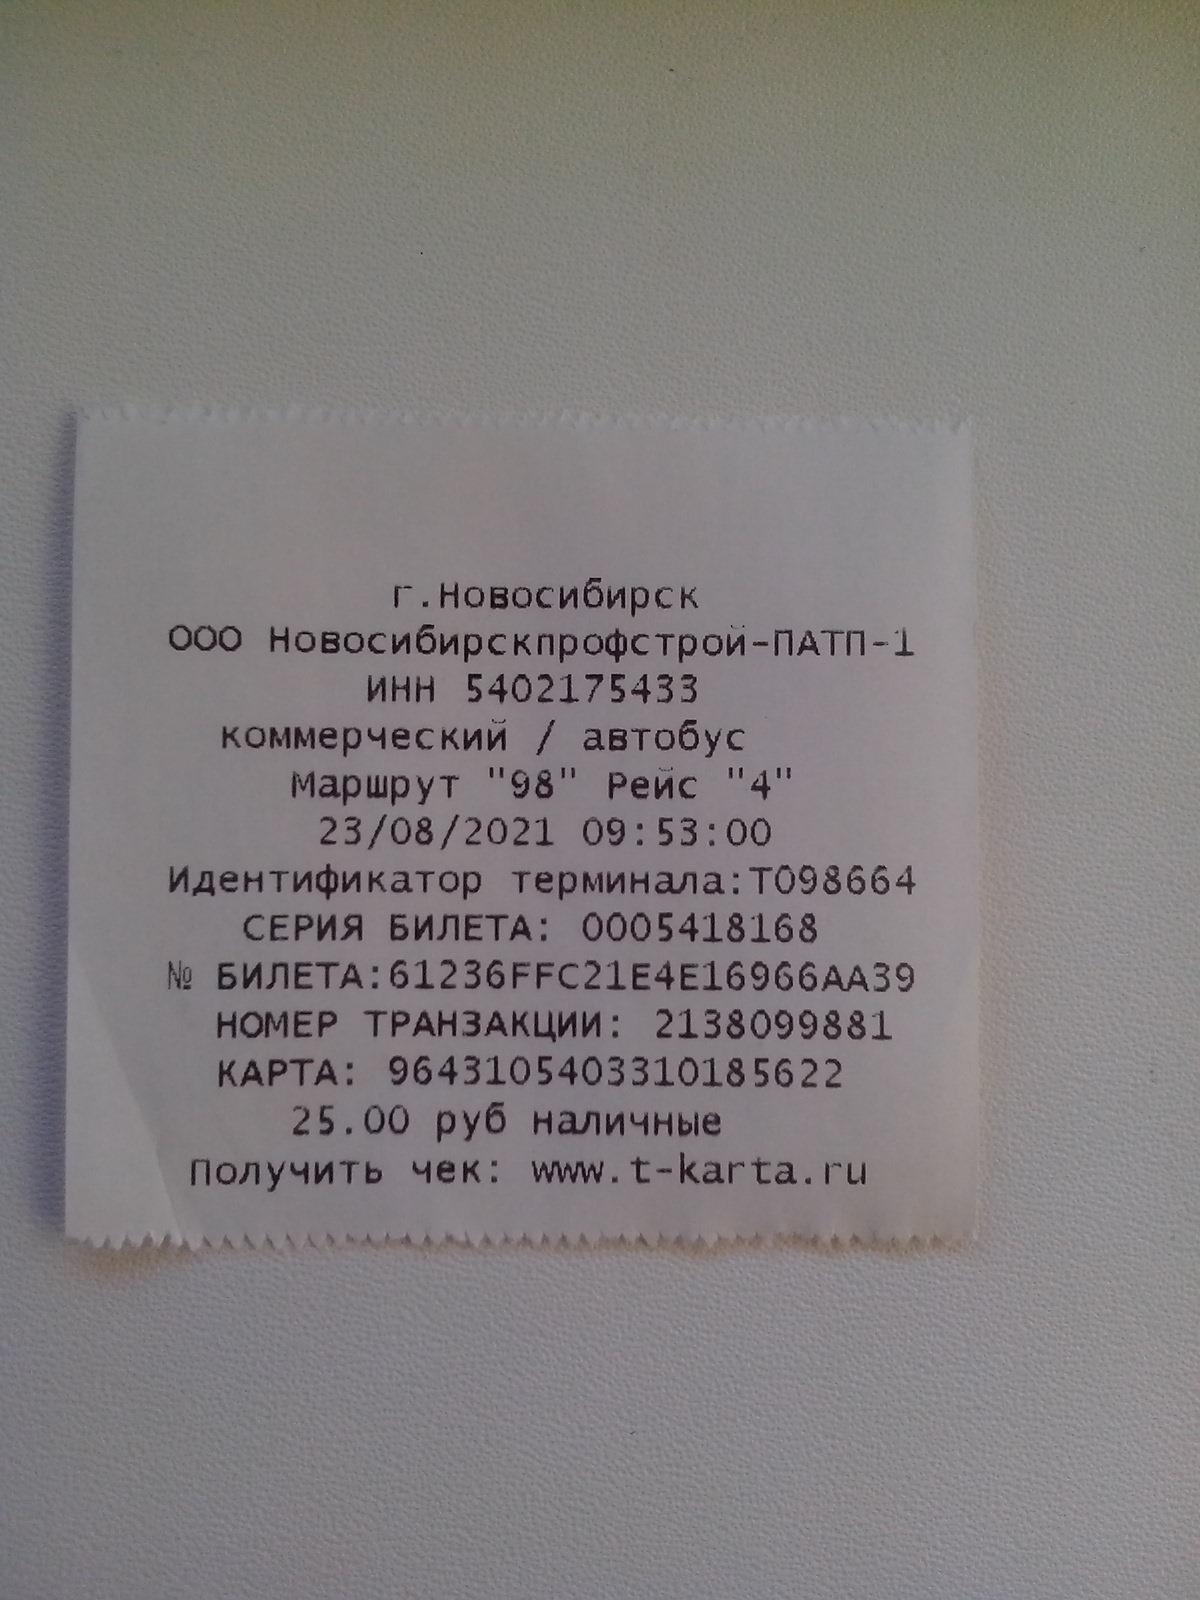 г.Новосибирск
ООО Новосибирскпрофстрой-ПАТП-1
ИНН 5402175433
коммерческий / автобус
Маршрут "98" Рейс "4"
23/08/2021 09:53:00
Идентификатор терминала:T098664
СЕРИЯ БИЛЕТА: 0005418168
№ БИЛЕТА:61236FFC21E4E16966AA39
НОМЕР ТРАНЗАКЦИИ: 2138099881
КАРТА: 9643105403310185622
25.00 руб наличные
Получить чек: www.t-karta.ru